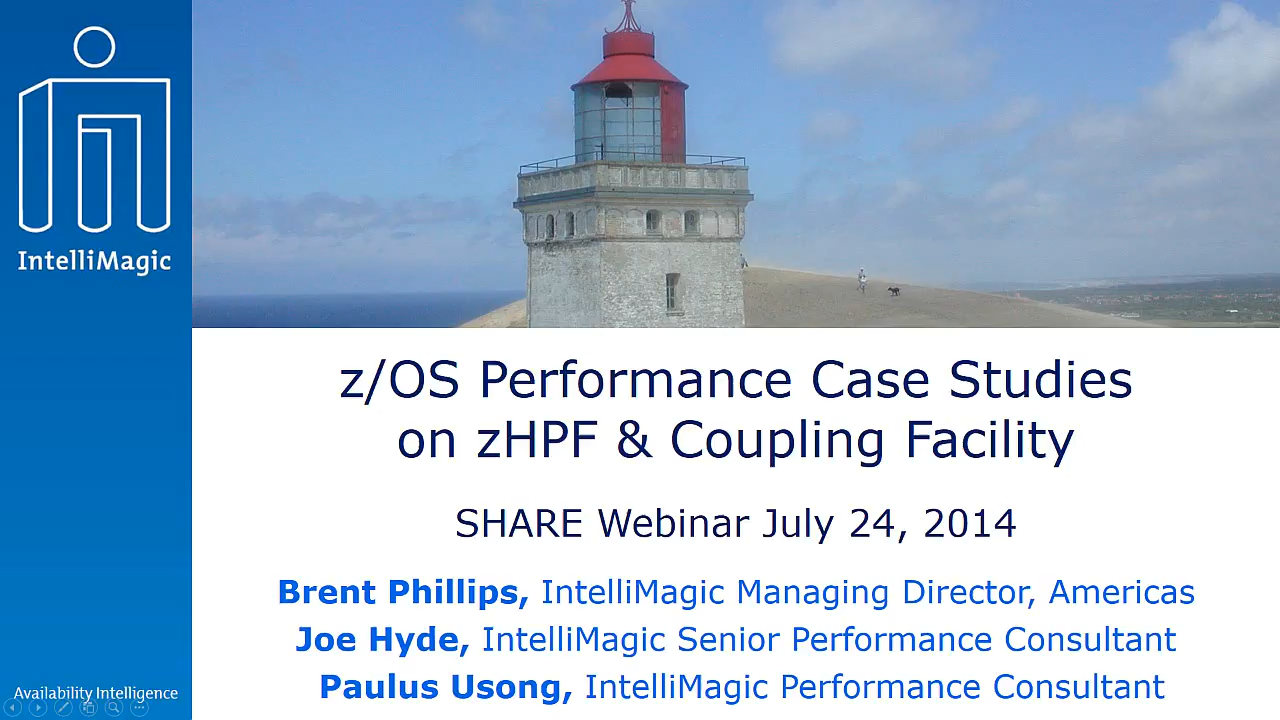 IntelliMagic
z/OS Performance Case Studies
on zHPF & Coupling Facility
SHARE Webinar July 24, 2014
Brent Phillips, IntelliMagic Managing Director, Americas
Joe Hyde, IntelliMagic Senior Performance Consultant
Paulus Usong, IntelliMagic Performance Consultant
Availability Intelligence